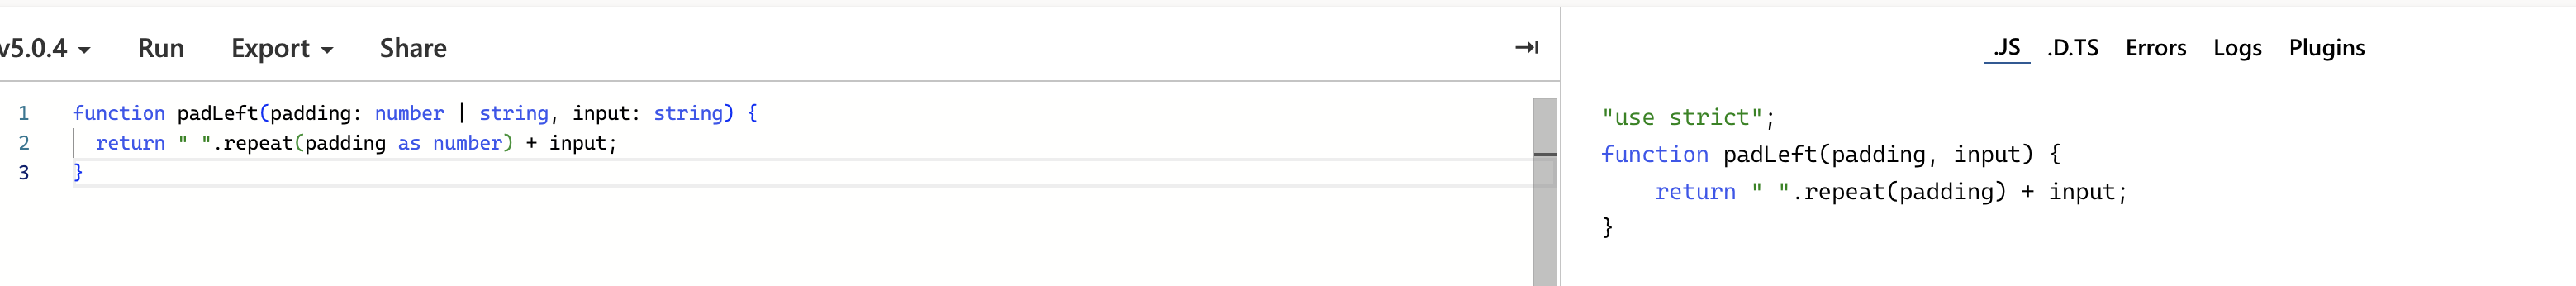 v5.0.4 Run Export Share
1 function padLeft(padding: number | string, input: string) {
2 return " ".repeat(padding as number) + input;
3 }
.JS .D.TS Errors Logs Plugins
"use strict";
function padLeft(padding, input) {
return " ".repeat(padding) + input;
}